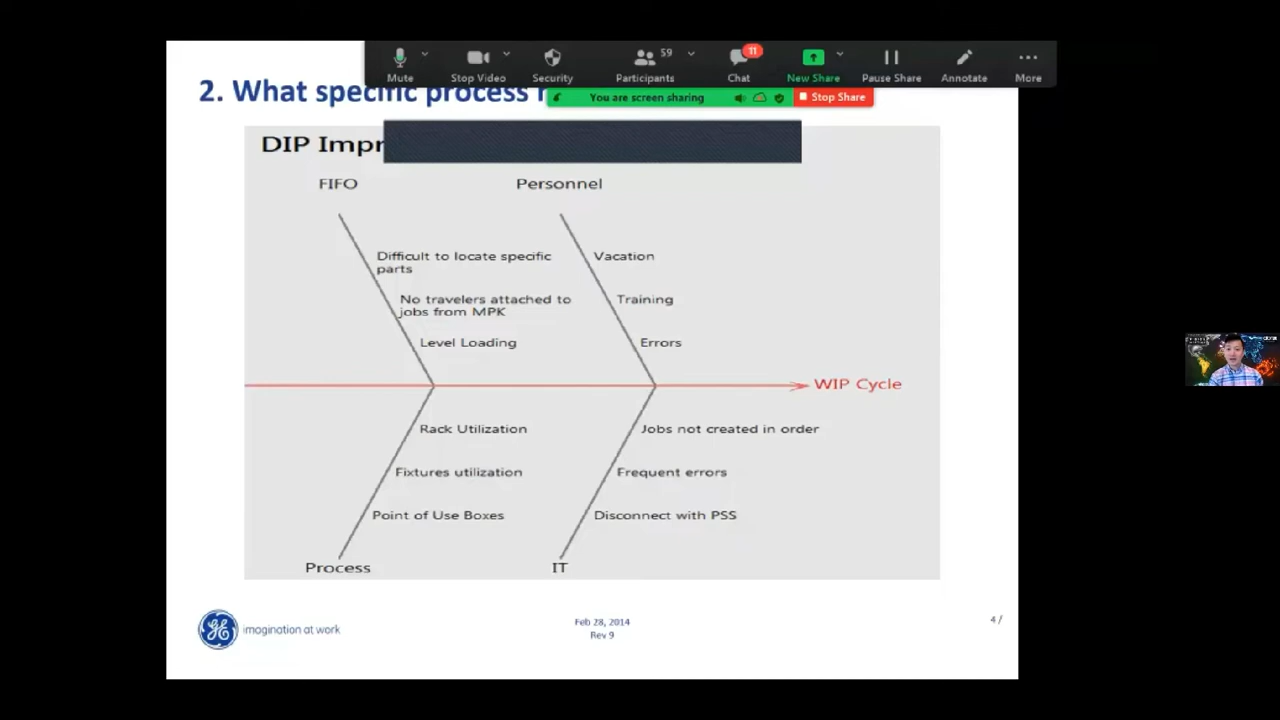 59
11
Mute
Stop Video
Security
Participants
Chat
New Share
Pause Share
Annotate
More
You are screen sharing
Stop Share
2. What specific process
DIP Impr
FIFO
Personnel
Difficult to locate specific
parts
Vacation
No travelers attached to
jobs from MPK
Training
Level Loading
Errors
WIP Cycle
Rack Utilization
Jobs not created in order
Fixtures utilization
Frequent errors
Point of Use Boxes
Disconnect with PSS
Process
IT
GE
imagination at work
Feb 28, 2014
Rev 9
4 /